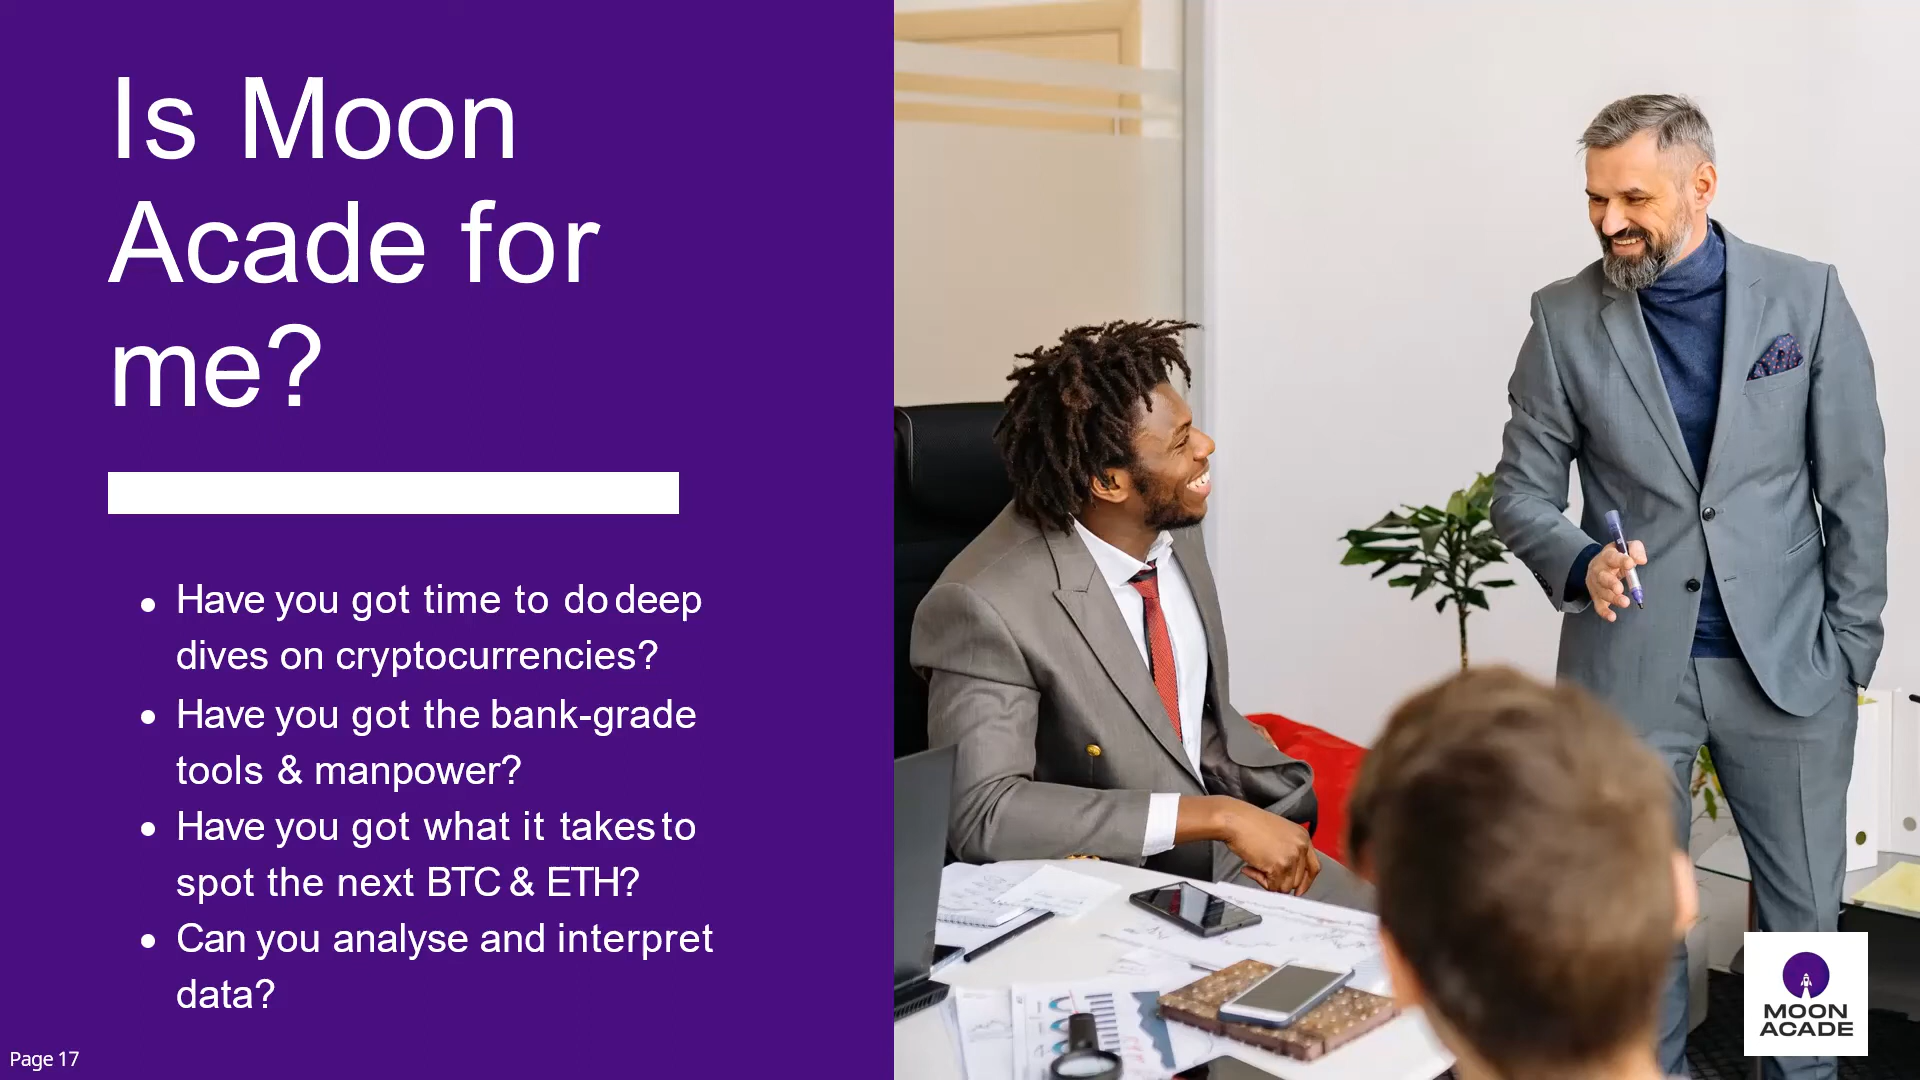 Is Moon
Acade for
me?
Have you got time to do deep
dives on cryptocurrencies?
Have you got the bank-grade
tools & manpower?
Have you got what it takes to
spot the next BTC & ETH?
Can you analyse and interpret
data?
Page 17
MOON
ACADE